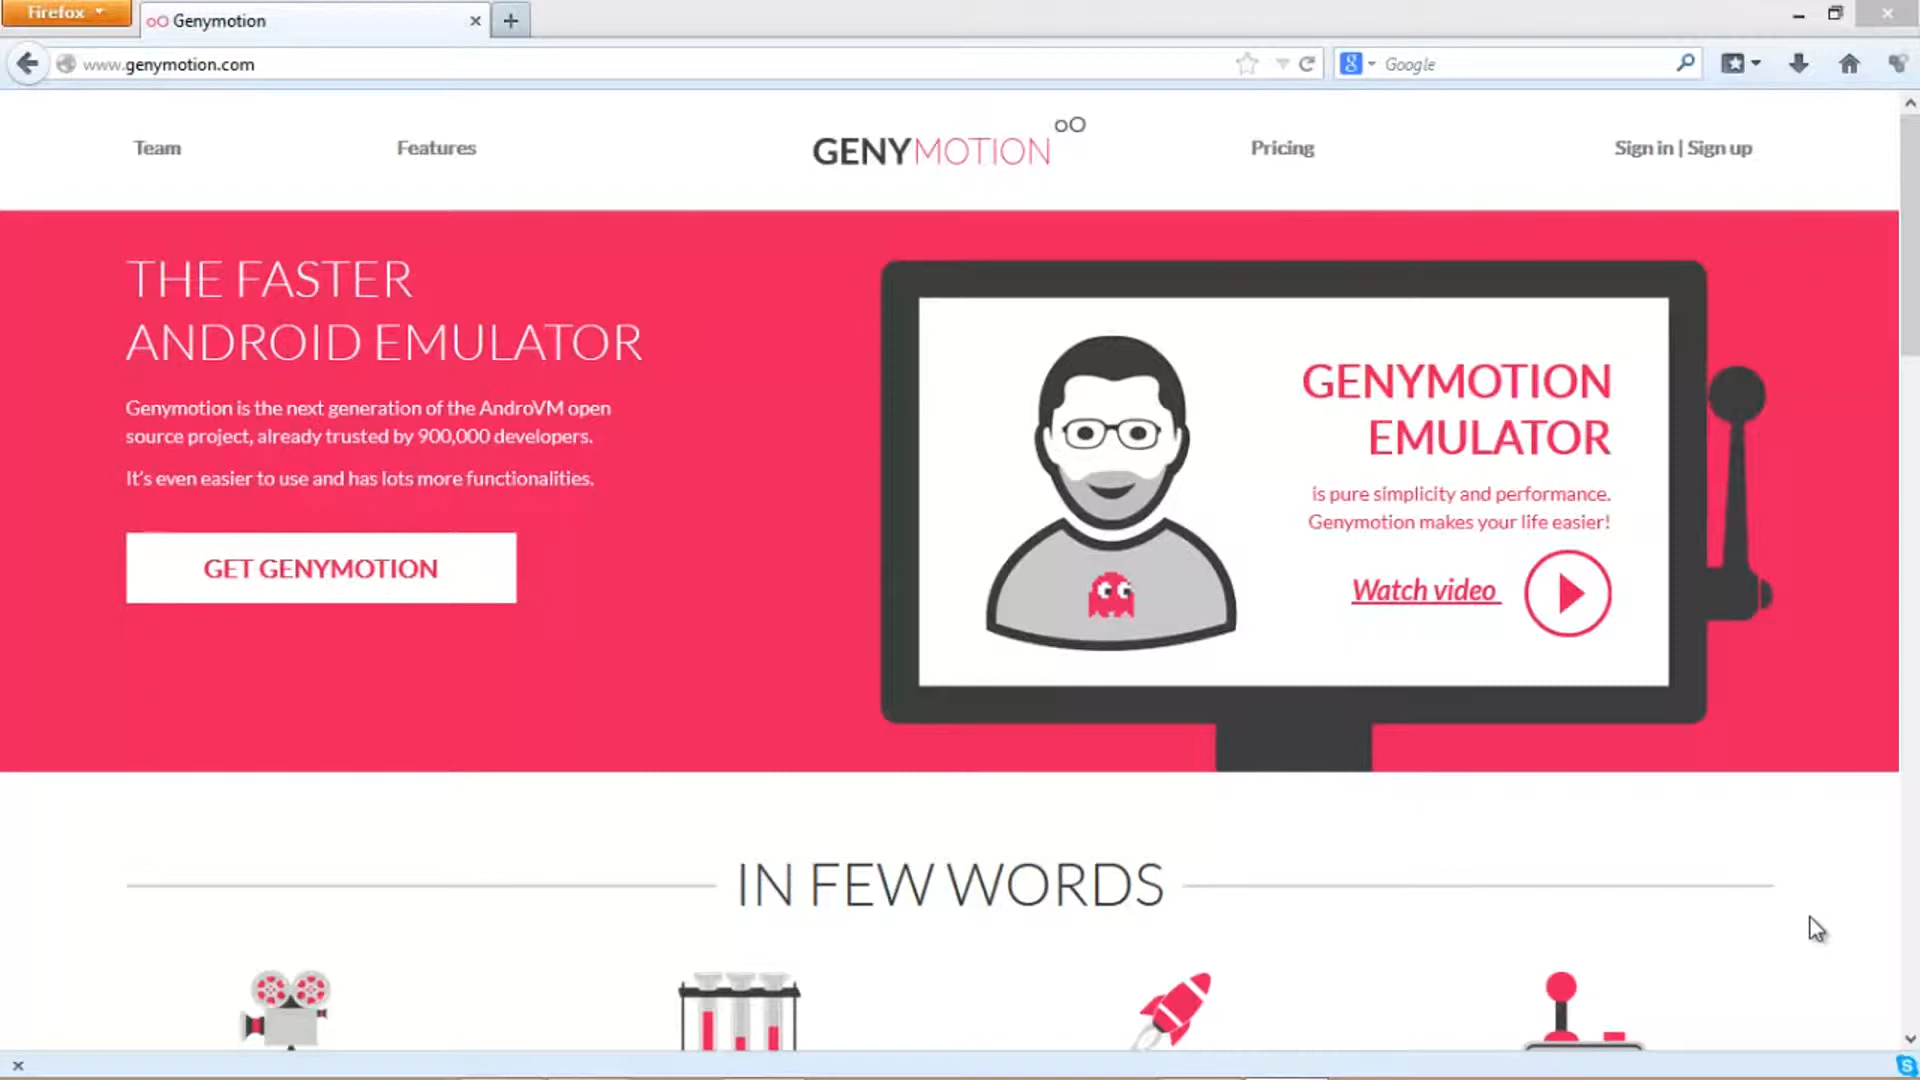 Firefox
oO Genymotion
www.genymotion.com
8 Google
Team
Features
GENYMOTION oO
Pricing
Sign in | Sign up
THE FASTER
ANDROID EMULATOR
Genymotion is the next generation of the AndroVM open
source project, already trusted by 900,000 developers.
It's even easier to use and has lots more functionalities.
GET GENYMOTION
GENYMOTION
EMULATOR
is pure simplicity and performance.
Genymotion makes your life easier!
Watch video
IN FEW WORDS